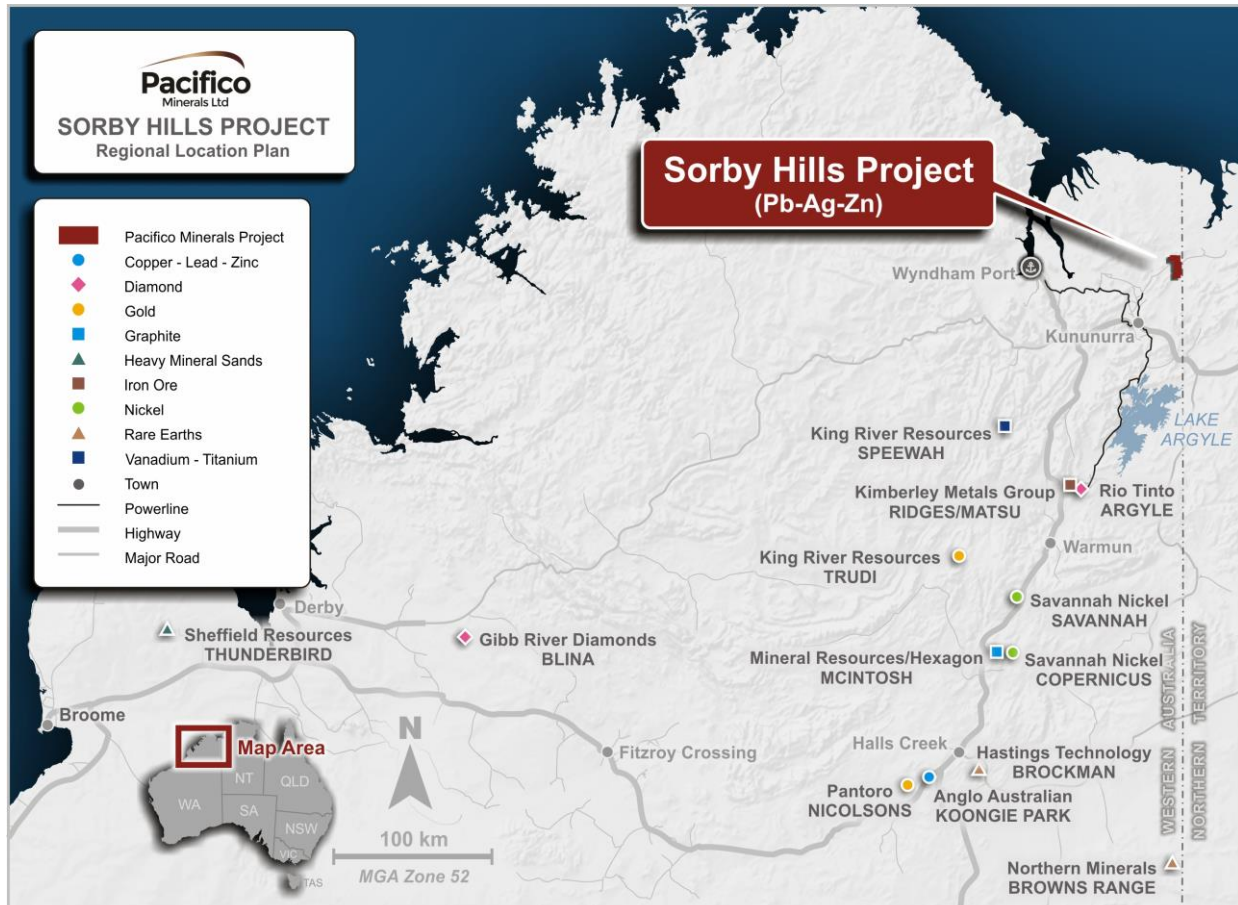 Pacifico
Minerals Ltd
SORBY HILLS PROJECT
Regional Location Plan
Pacifico Minerals Project
Copper - Lead - Zinc
Diamond
Gold
Graphite
Heavy Mineral Sands
Iron Ore
Nickel
Rare Earths
Vanadium - Titanium
Town
Powerline
Highway
Major Road
Sorby Hills Project
(Pb-Ag-Zn)
Wyndham Port
Kununurra
LAKE
ARGYLE
King River Resources
SPEEWAH
Kimberley Metals Group
RIDGES/MATSU
Rio Tinto
ARGYLE
Warmun
King River Resources
TRUDI
Savannah Nickel
SAVANNAH
Derby
Sheffield Resources
THUNDERBIRD
Gibb River Diamonds
BLINA
Mineral Resources/Hexagon
MCINTOSH
Savannah Nickel
COPERNICUS
WESTERN AUSTRALIA
NORTHERN TERRITORY
Broome
Fitzroy Crossing
Halls Creek
Hastings Technology
BROCKMAN
Pantoro
NICOLSONS
Anglo Australian
KOONGIE PARK
Northern Minerals
BROWNS RANGE
Map Area
WA
NT
QLD
SA
NSW
VIC
TAS
N
100 km
MGA Zone 52